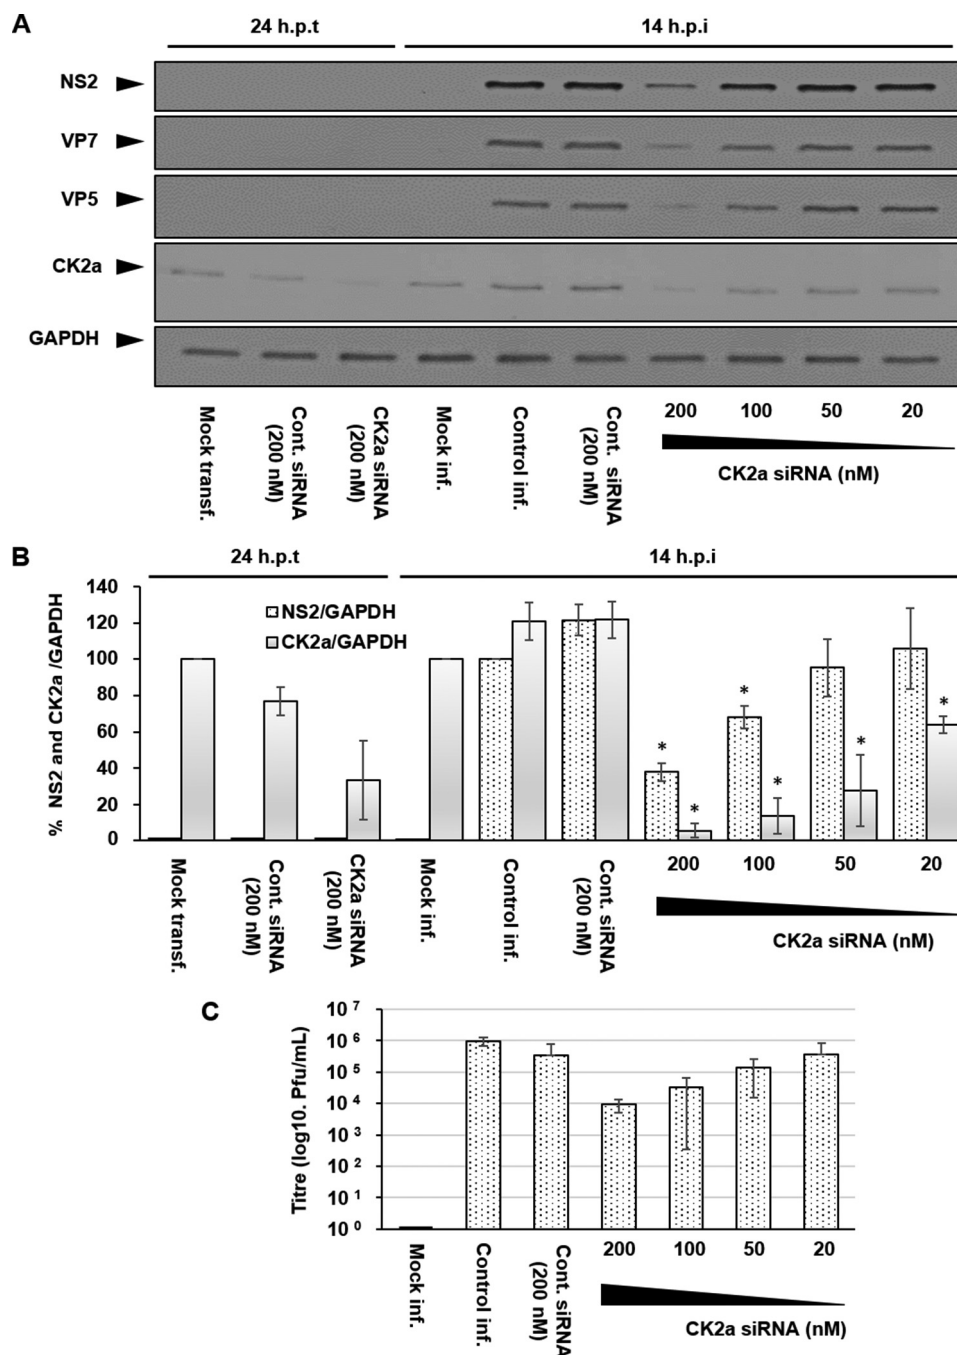 A
24 h.p.t
14 h.p.i
NS2
VP7
VP5
CK2a
GAPDH
Mock transf.
Cont. siRNA
(200 nM)
CK2a siRNA
(200 nM)
Mock inf.
Control inf.
Cont. siRNA
(200 nM)
200
100
50
20
CK2a siRNA (nM)
B
24 h.p.t
14 h.p.i
% NS2 and CK2a /GAPDH
140
120
100
80
60
40
20
0
NS2/GAPDH
CK2a/GAPDH
*
*
*
*
*
*
Mock transf.
Cont. siRNA
(200 nM)
CK2a siRNA
(200 nM)
Mock inf.
Control inf.
Cont. siRNA
(200 nM)
200
100
50
20
CK2a siRNA (nM)
C
Titre (log10. Pfu/mL)
10 7
10 6
10 5
10 4
10 3
10 2
10 1
10 0
Mock inf.
Control inf.
Cont. siRNA
(200 nM)
200
100
50
20
CK2a siRNA (nM)